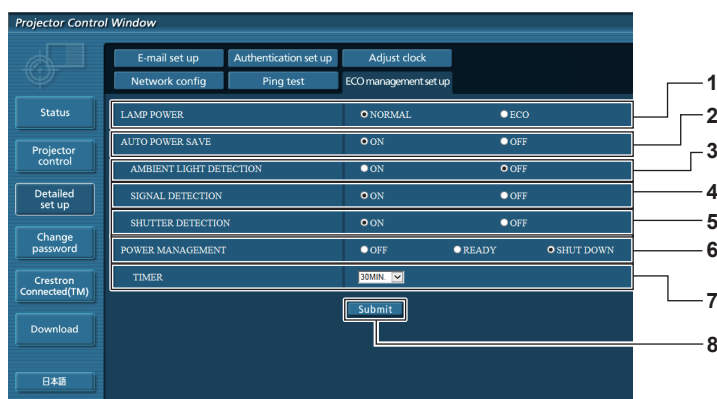 Projector Control Window
E-mail set up Authentication set up Adjust clock
Network config Ping test ECO management set up
Status
Projector control
Detailed set up
Change password
Crestron Connected(TM)
Download
日本語
LAMP POWER NORMAL ECO 1
AUTO POWER SAVE ON OFF 2
AMBIENT LIGHT DETECTION ON OFF 3
SIGNAL DETECTION ON OFF 4
SHUTTER DETECTION ON OFF 5
POWER MANAGEMENT OFF READY SHUT DOWN 6
TIMER 30MIN. 7
Submit 8